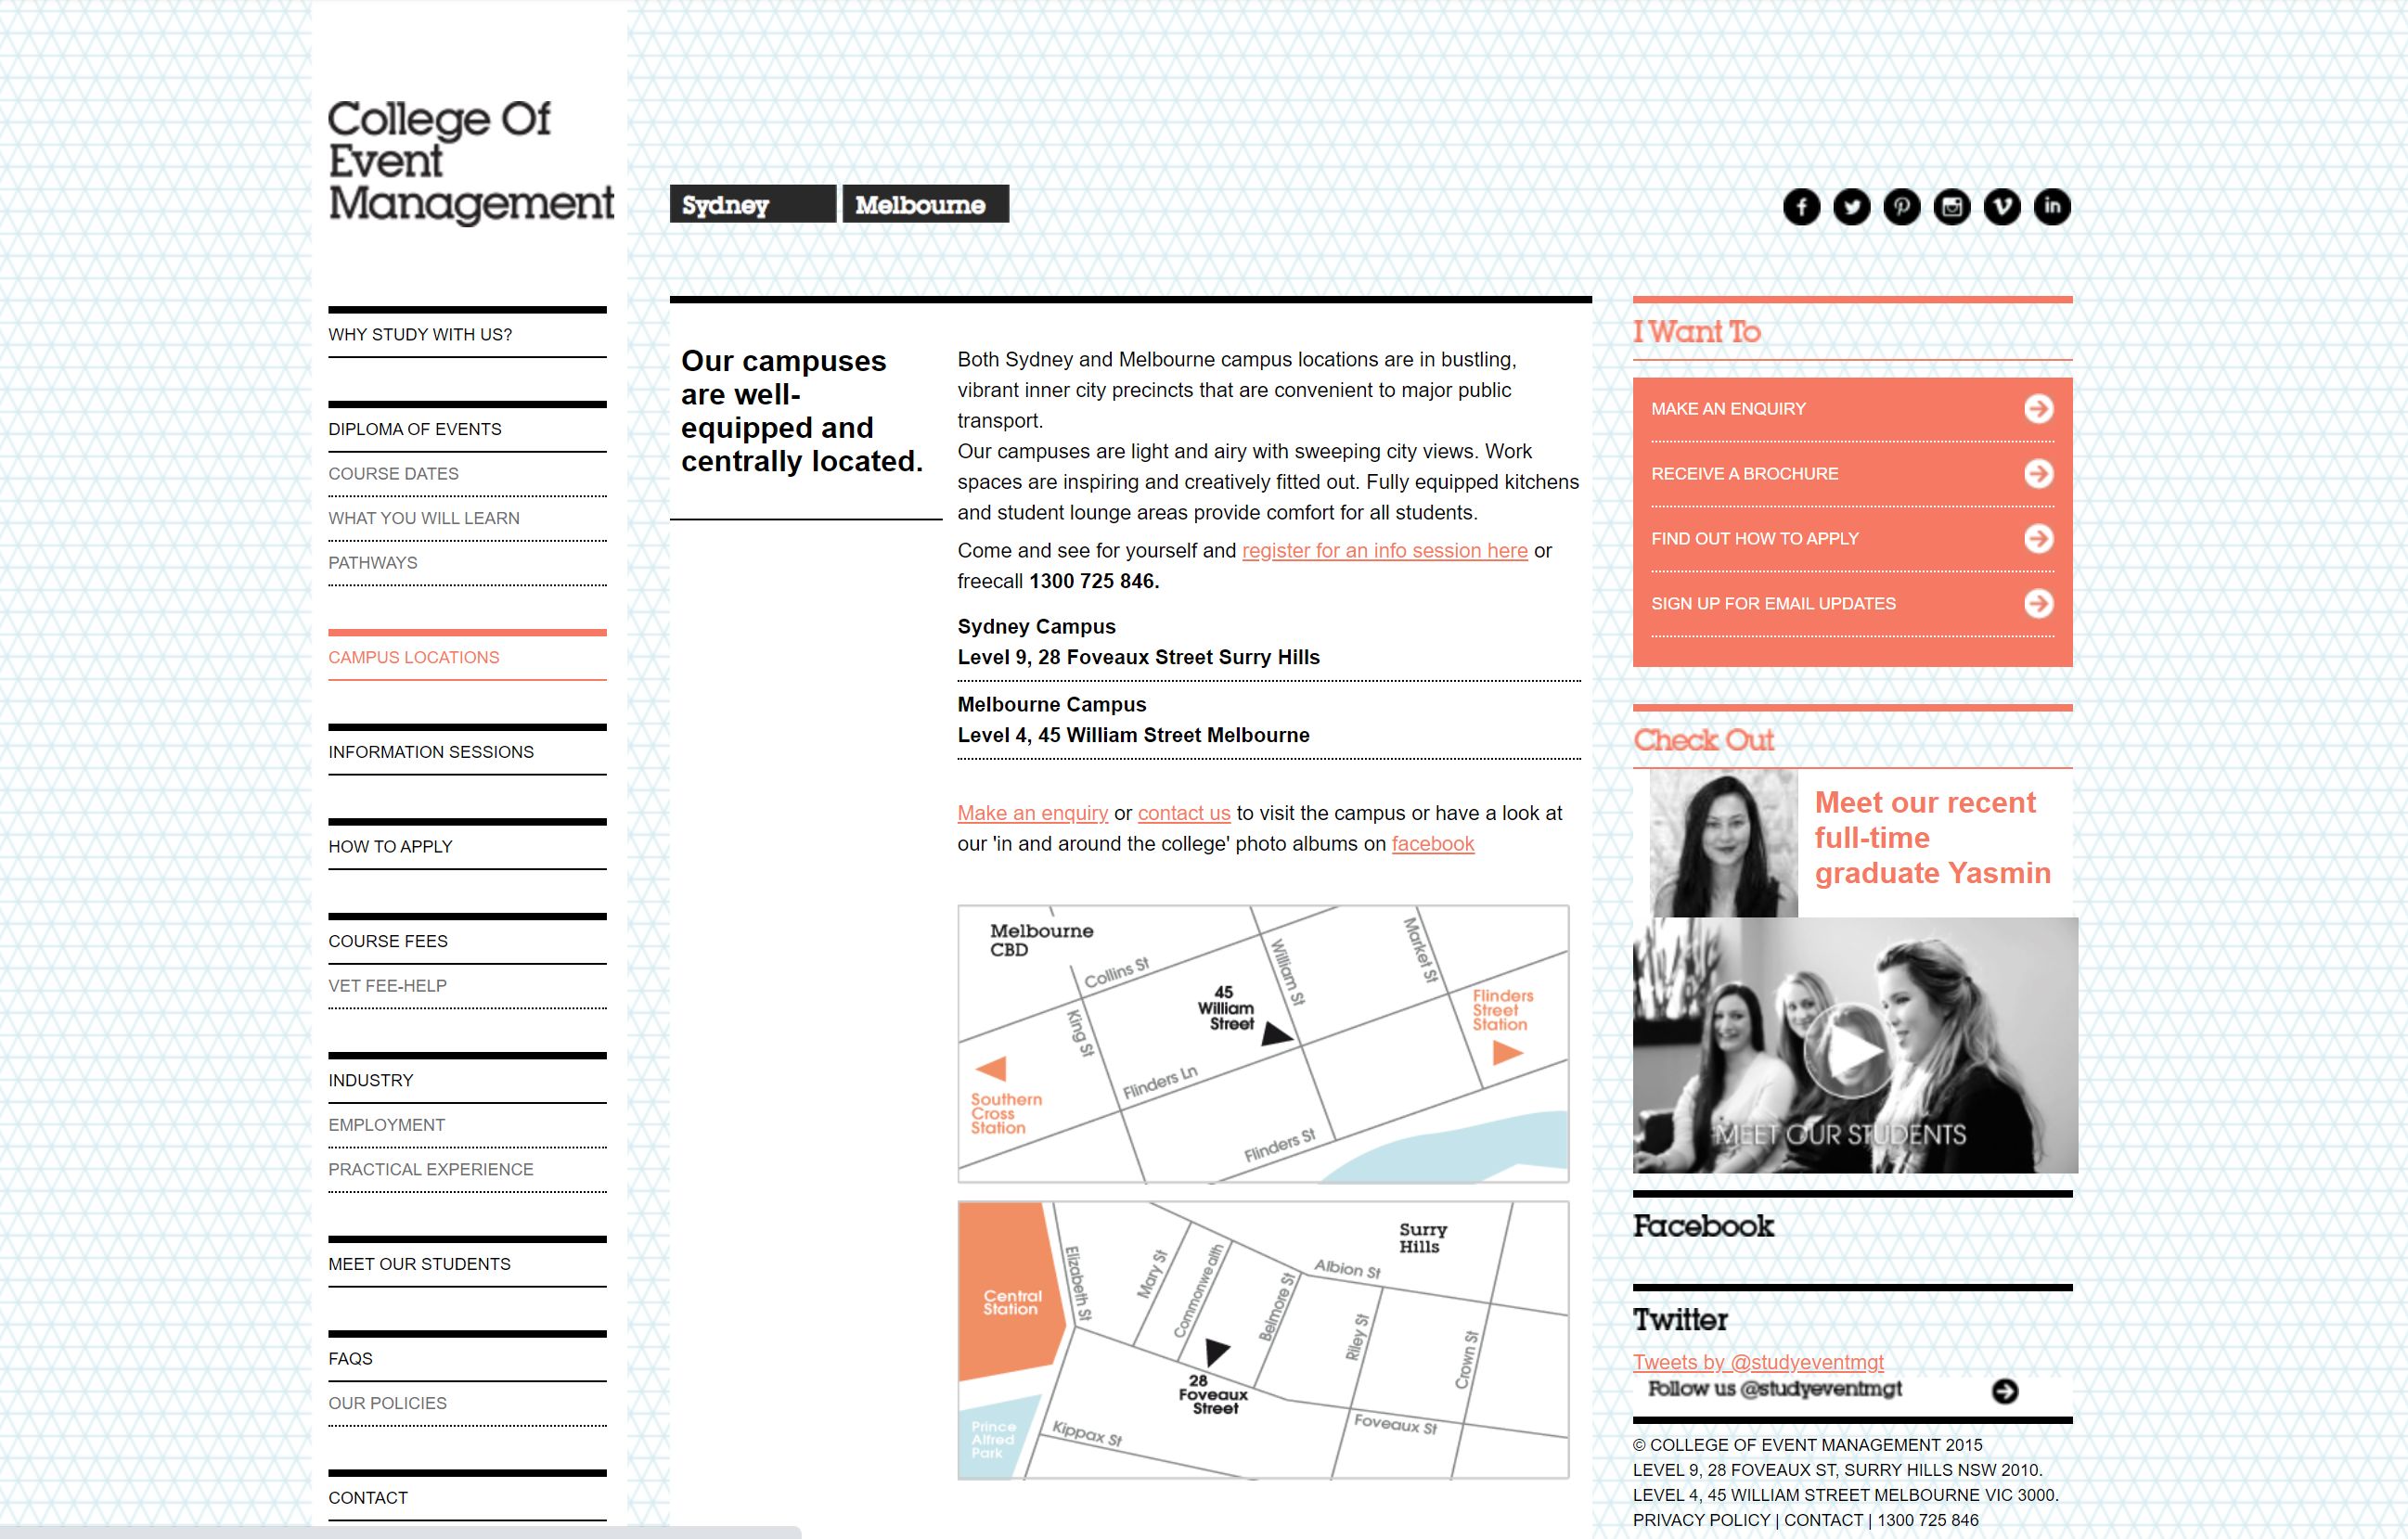 College Of
Event
Management
Sydney
Melbourne
WHY STUDY WITH US?
DIPLOMA OF EVENTS
COURSE DATES
WHAT YOU WILL LEARN
PATHWAYS
CAMPUS LOCATIONS
INFORMATION SESSIONS
HOW TO APPLY
COURSE FEES
VET FEE-HELP
INDUSTRY
EMPLOYMENT
PRACTICAL EXPERIENCE
MEET OUR STUDENTS
FAQS
OUR POLICIES
CONTACT
Our campuses
are well-
equipped and
centrally located.
Both Sydney and Melbourne campus locations are in bustling,
vibrant inner city precincts that are convenient to major public
transport.
Our campuses are light and airy with sweeping city views. Work
spaces are inspiring and creatively fitted out. Fully equipped kitchens
and student lounge areas provide comfort for all students.
Come and see for yourself and register for an info session here or
freecall 1300 725 846.
Sydney Campus
Level 9, 28 Foveaux Street Surry Hills
Melbourne Campus
Level 4, 45 William Street Melbourne
Make an enquiry or contact us to visit the campus or have a look at
our 'in and around the college' photo albums on facebook
Melbourne
CBD
Collins St
William St
Market St
King St
45
William
Street
Flinders
Street
Station
Southern
Cross
Station
Flinders Ln
Flinders St
Surry
Hills
Central
Station
Elizabeth St
Mary St
Commonwealth
Belmore St
Albion St
Riley St
Crown St
28
Foveaux
Street
Foveaux St
Kippax St
Prince
Alfred
Park
I Want To
MAKE AN ENQUIRY
RECEIVE A BROCHURE
FIND OUT HOW TO APPLY
SIGN UP FOR EMAIL UPDATES
Check Out
Meet our recent
full-time
graduate Yasmin
MEET OUR STUDENTS
Facebook
Twitter
Tweets by @studyeventmgt
Follow us @studyeventmgt
© COLLEGE OF EVENT MANAGEMENT 2015
LEVEL 9, 28 FOVEAUX ST, SURRY HILLS NSW 2010.
LEVEL 4, 45 WILLIAM STREET MELBOURNE VIC 3000.
PRIVACY POLICY | CONTACT | 1300 725 846